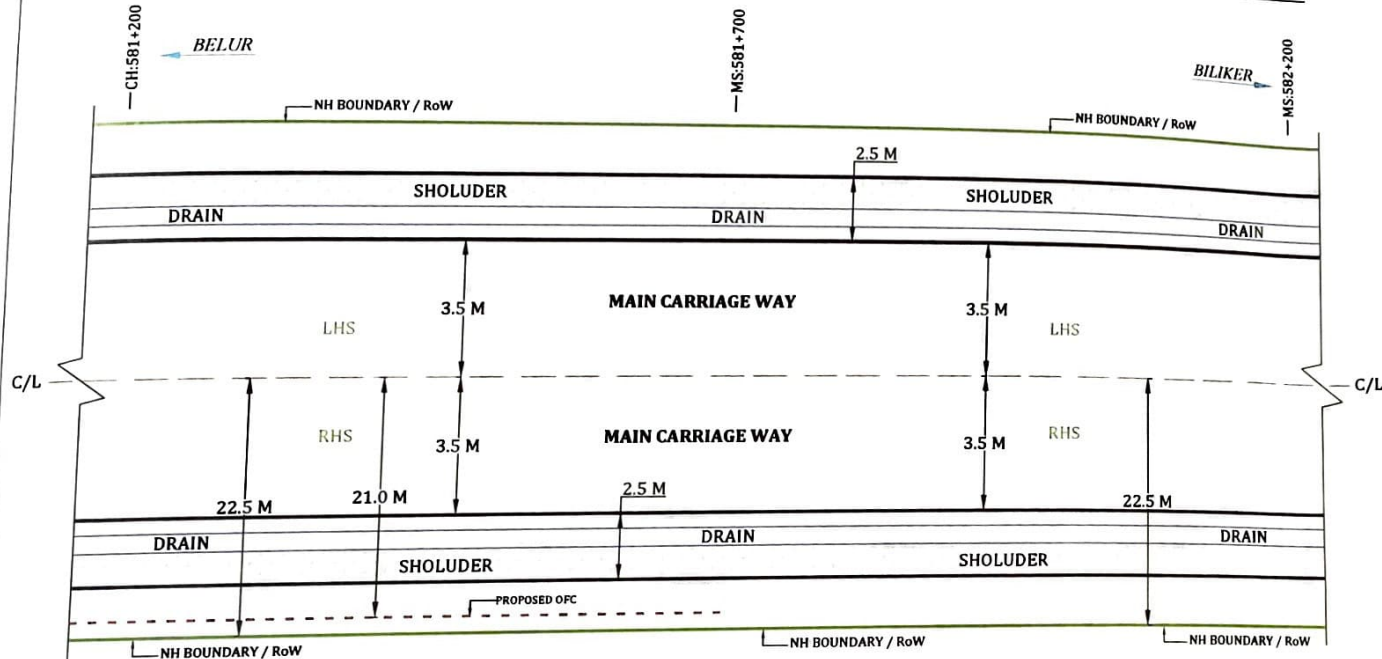 CH:581+200
BELUR
MS:581+700
BILIKER
MS:582+200
NH BOUNDARY / RoW
NH BOUNDARY / RoW
2.5 M
SHOLUDER
SHOLUDER
DRAIN
DRAIN
DRAIN
MAIN CARRIAGE WAY
3.5 M
3.5 M
LHS
LHS
C/L
C/L
RHS
3.5 M
MAIN CARRIAGE WAY
3.5 M
RHS
22.5 M
21.0 M
2.5 M
22.5 M
DRAIN
DRAIN
DRAIN
SHOLUDER
SHOLUDER
PROPOSED OFC
NH BOUNDARY / RoW
NH BOUNDARY / RoW
NH BOUNDARY / RoW